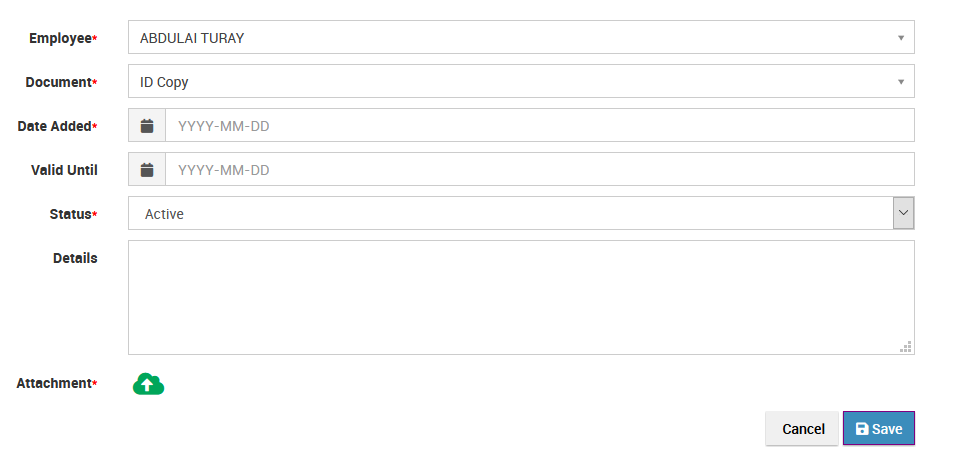 Employee* ABDULAI TURAY
Document* ID Copy
Date Added* YYYY-MM-DD
Valid Until YYYY-MM-DD
Status* Active
Details
Attachment*
Cancel Save